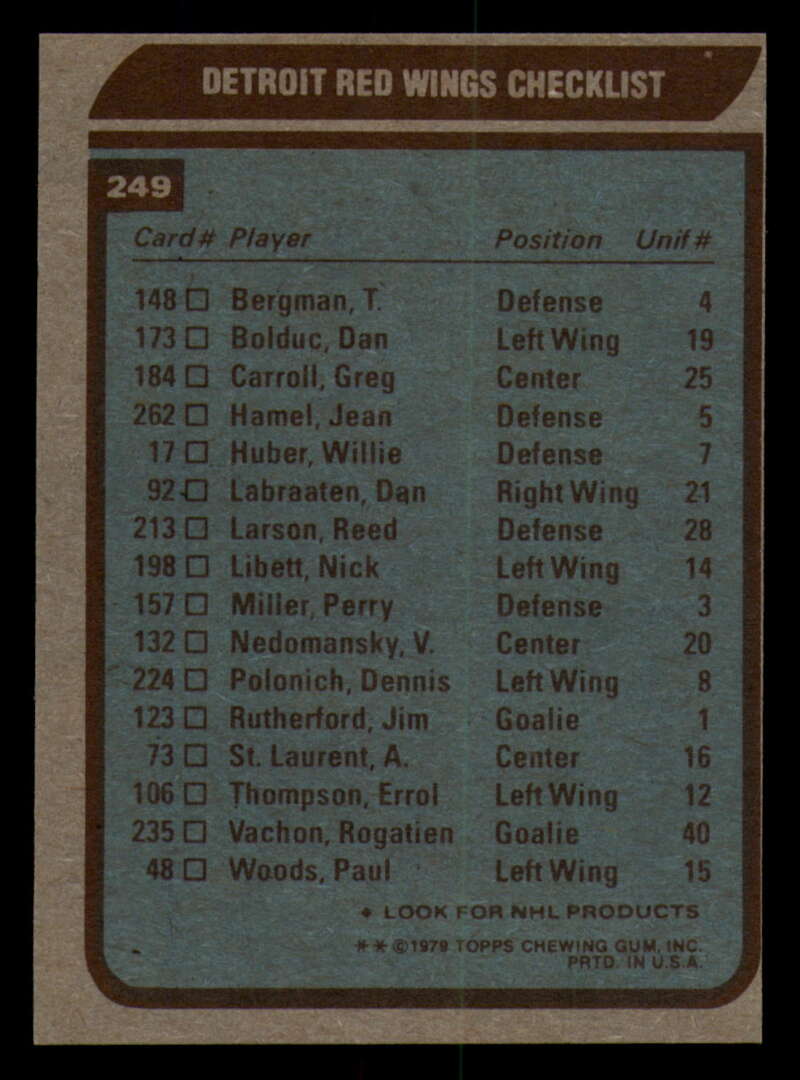 DETROIT RED WINGS CHECKLIST
249
Card# Player Position Unif #
148 □ Bergman, T. Defense 4
173 □ Bolduc, Dan Left Wing 19
184 □ Carroll, Greg Center 25
262 □ Hamel, Jean Defense 5
17 □ Huber, Willie Defense 7
92 □ Labraaten, Dan Right Wing 21
213 □ Larson, Reed Defense 28
198 □ Libett, Nick Left Wing 14
157 □ Miller, Perry Defense 3
132 □ Nedomansky, V. Center 20
224 □ Polonich, Dennis Left Wing 8
123 □ Rutherford, Jim Goalie 1
73 □ St. Laurent, A. Center 16
106 □ Thompson, Errol Left Wing 12
235 □ Vachon, Rogatien Goalie 40
48 □ Woods, Paul Left Wing 15
• LOOK FOR NHL PRODUCTS
** ©1979 TOPPS CHEWING GUM, INC.
PRTD. IN U.S.A.